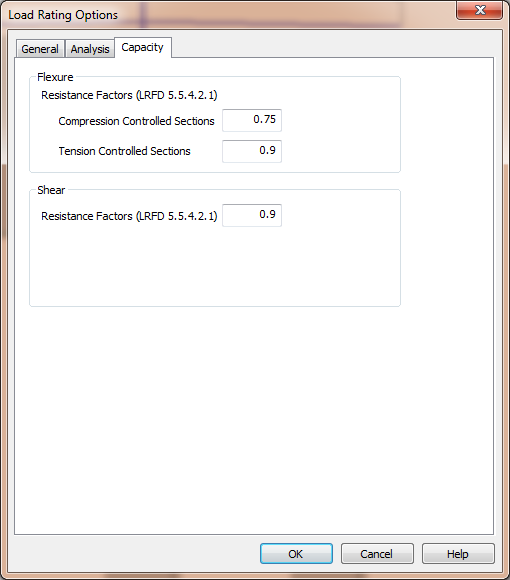 Load Rating Options
General Analysis Capacity
Flexure
Resistance Factors (LRFD 5.5.4.2.1)
Compression Controlled Sections 0.75
Tension Controlled Sections 0.9
Shear
Resistance Factors (LRFD 5.5.4.2.1) 0.9
OK Cancel Help